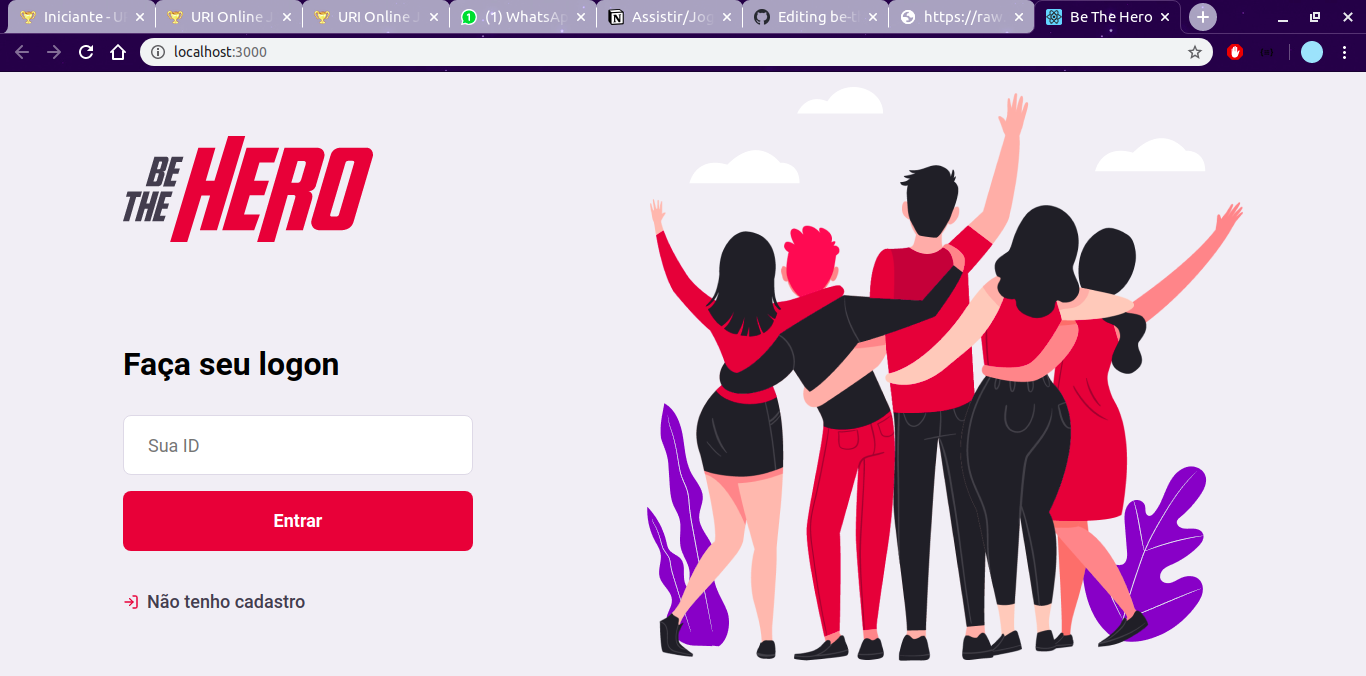 Iniciante - U
URI Online J
URI Online J
(1) WhatsAp
Assistir/Jog
Editing be-t
https://raw
Be The Hero
localhost:3000
BE
THE
HERO
Faça seu logon
Sua ID
Entrar
Não tenho cadastro